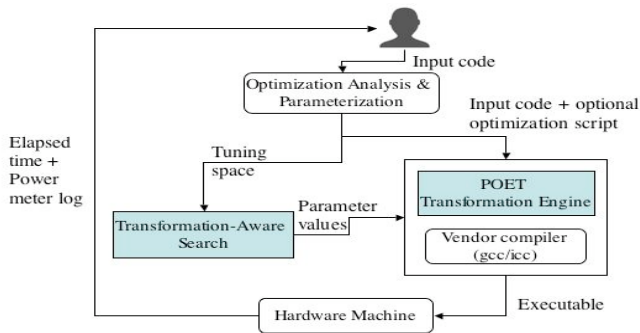 Input code
Optimization Analysis &
Parameterization
Input code + optional
optimization script
Elapsed
time +
Power
meter log
Tuning
space
POET
Transformation Engine
Transformation-Aware
Search
Parameter
values
Vendor compiler
(gcc/icc)
Executable
Hardware Machine